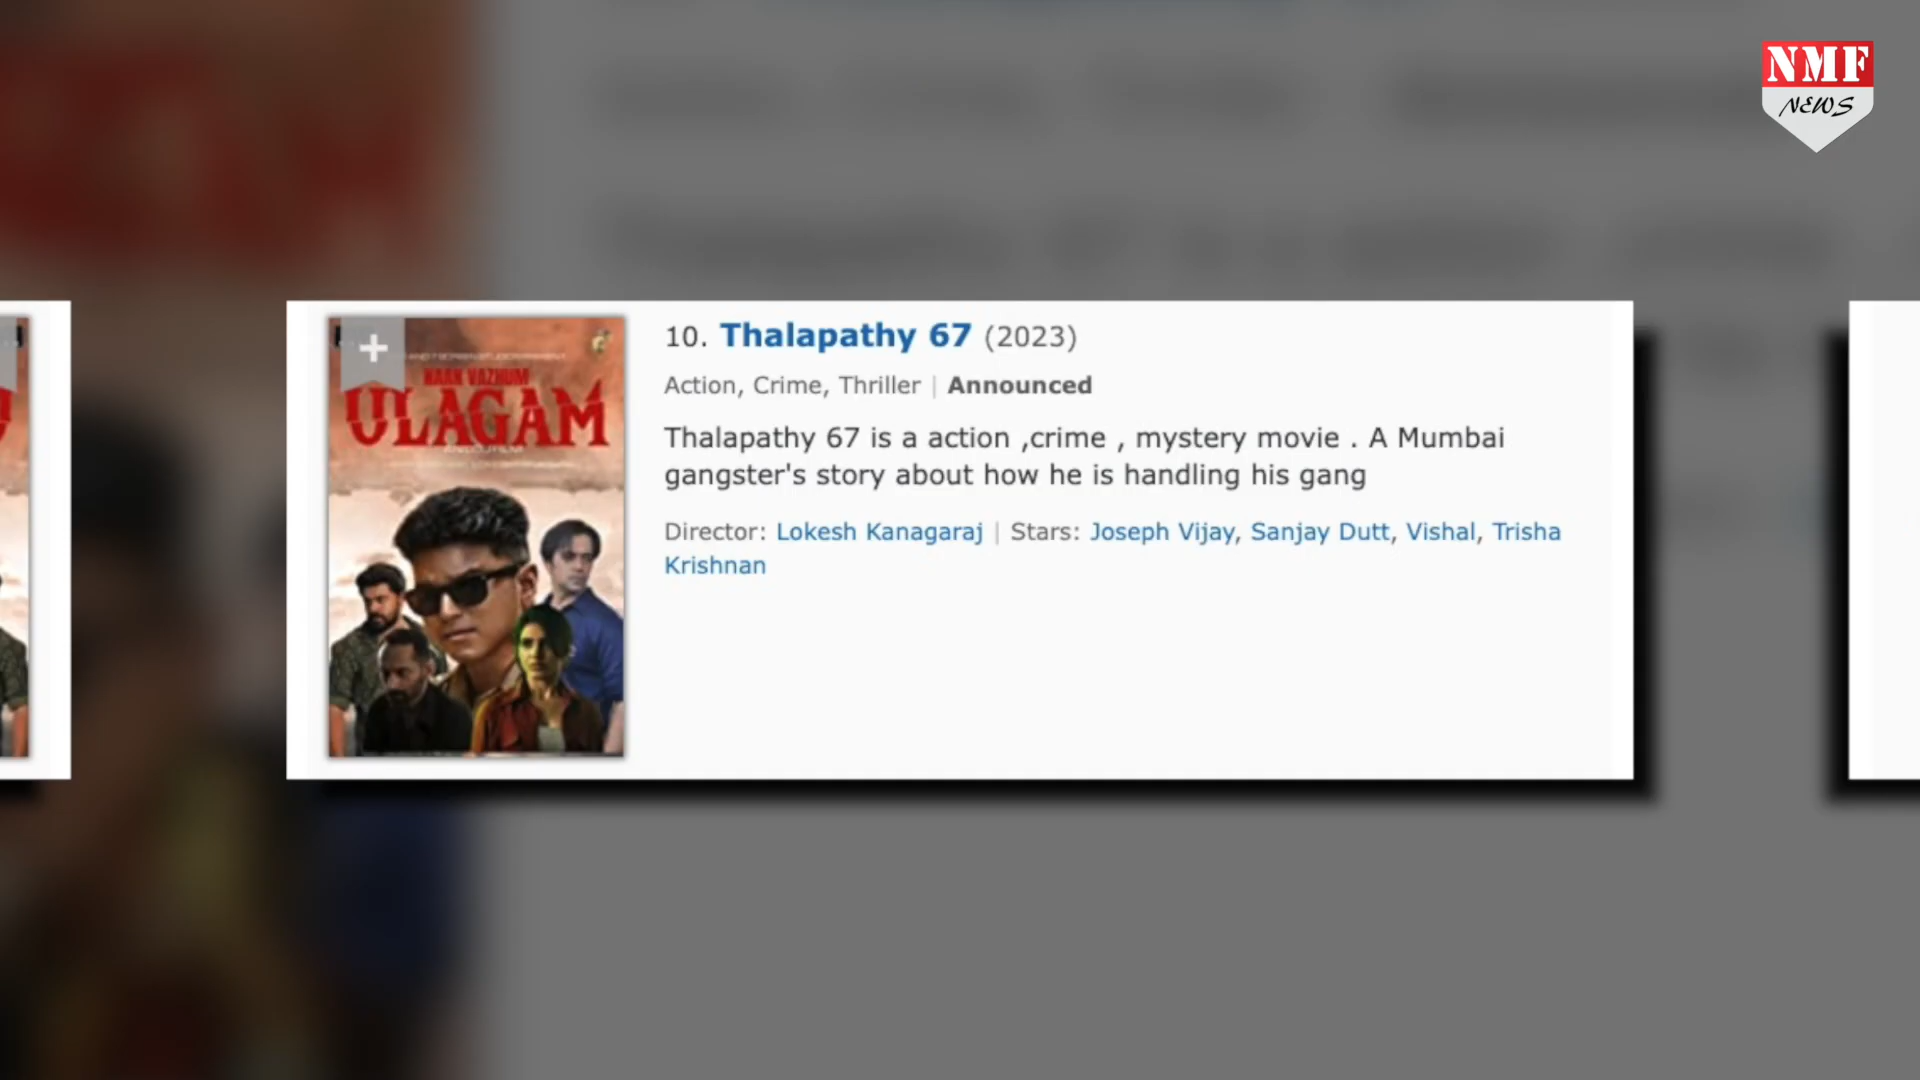 NMF
NEWS
10. Thalapathy 67 (2023)
Action, Crime, Thriller | Announced
Thalapathy 67 is a action ,crime , mystery movie . A Mumbai
gangster's story about how he is handling his gang
Director: Lokesh Kanagaraj | Stars: Joseph Vijay, Sanjay Dutt, Vishal, Trisha
Krishnan
NAAN VAZHUM
ULAGAM